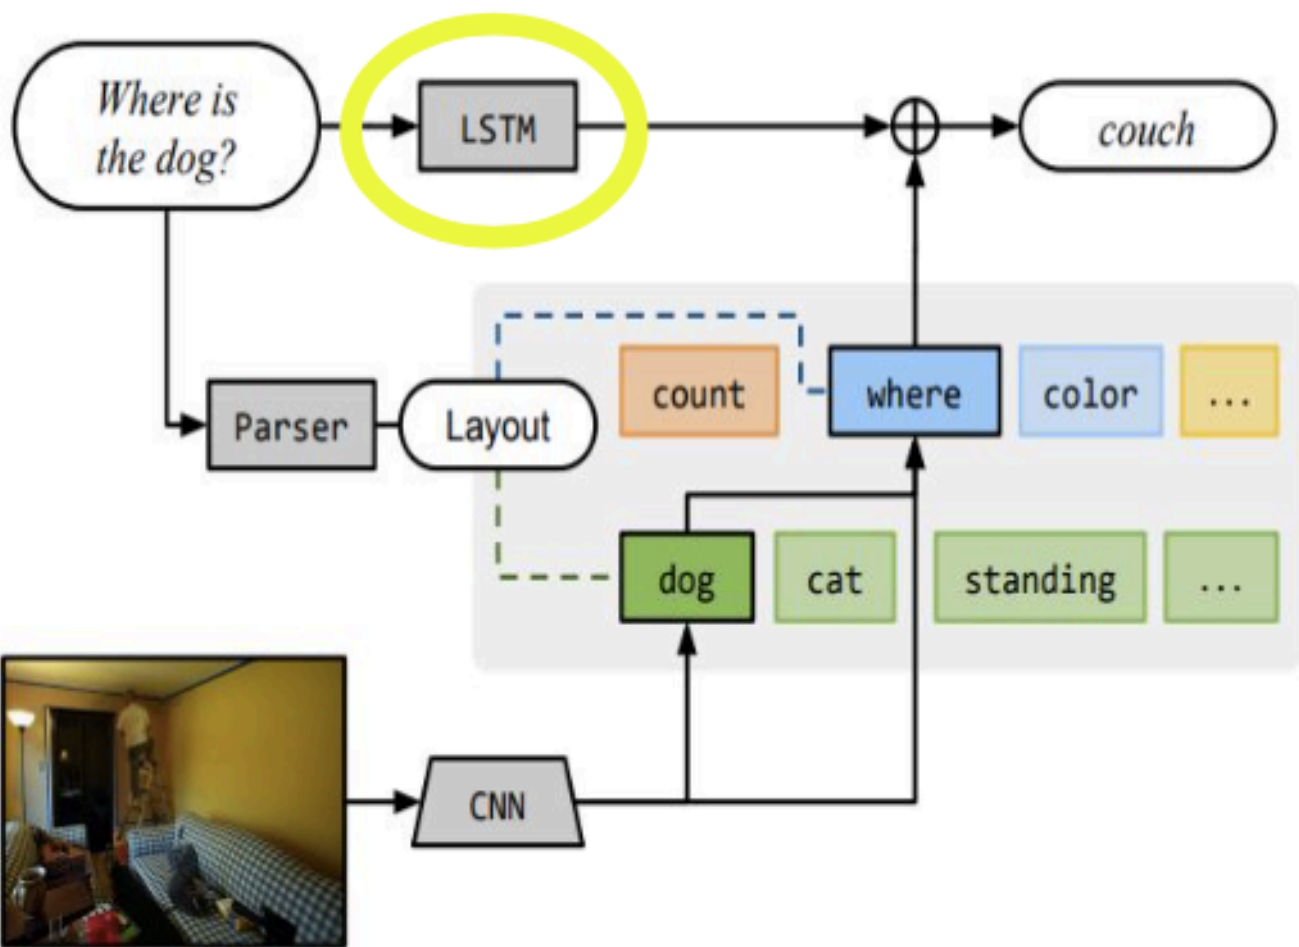 Where is
the dog?
LSTM
couch
count
where
color
...
Parser
Layout
dog
cat
standing
...
CNN